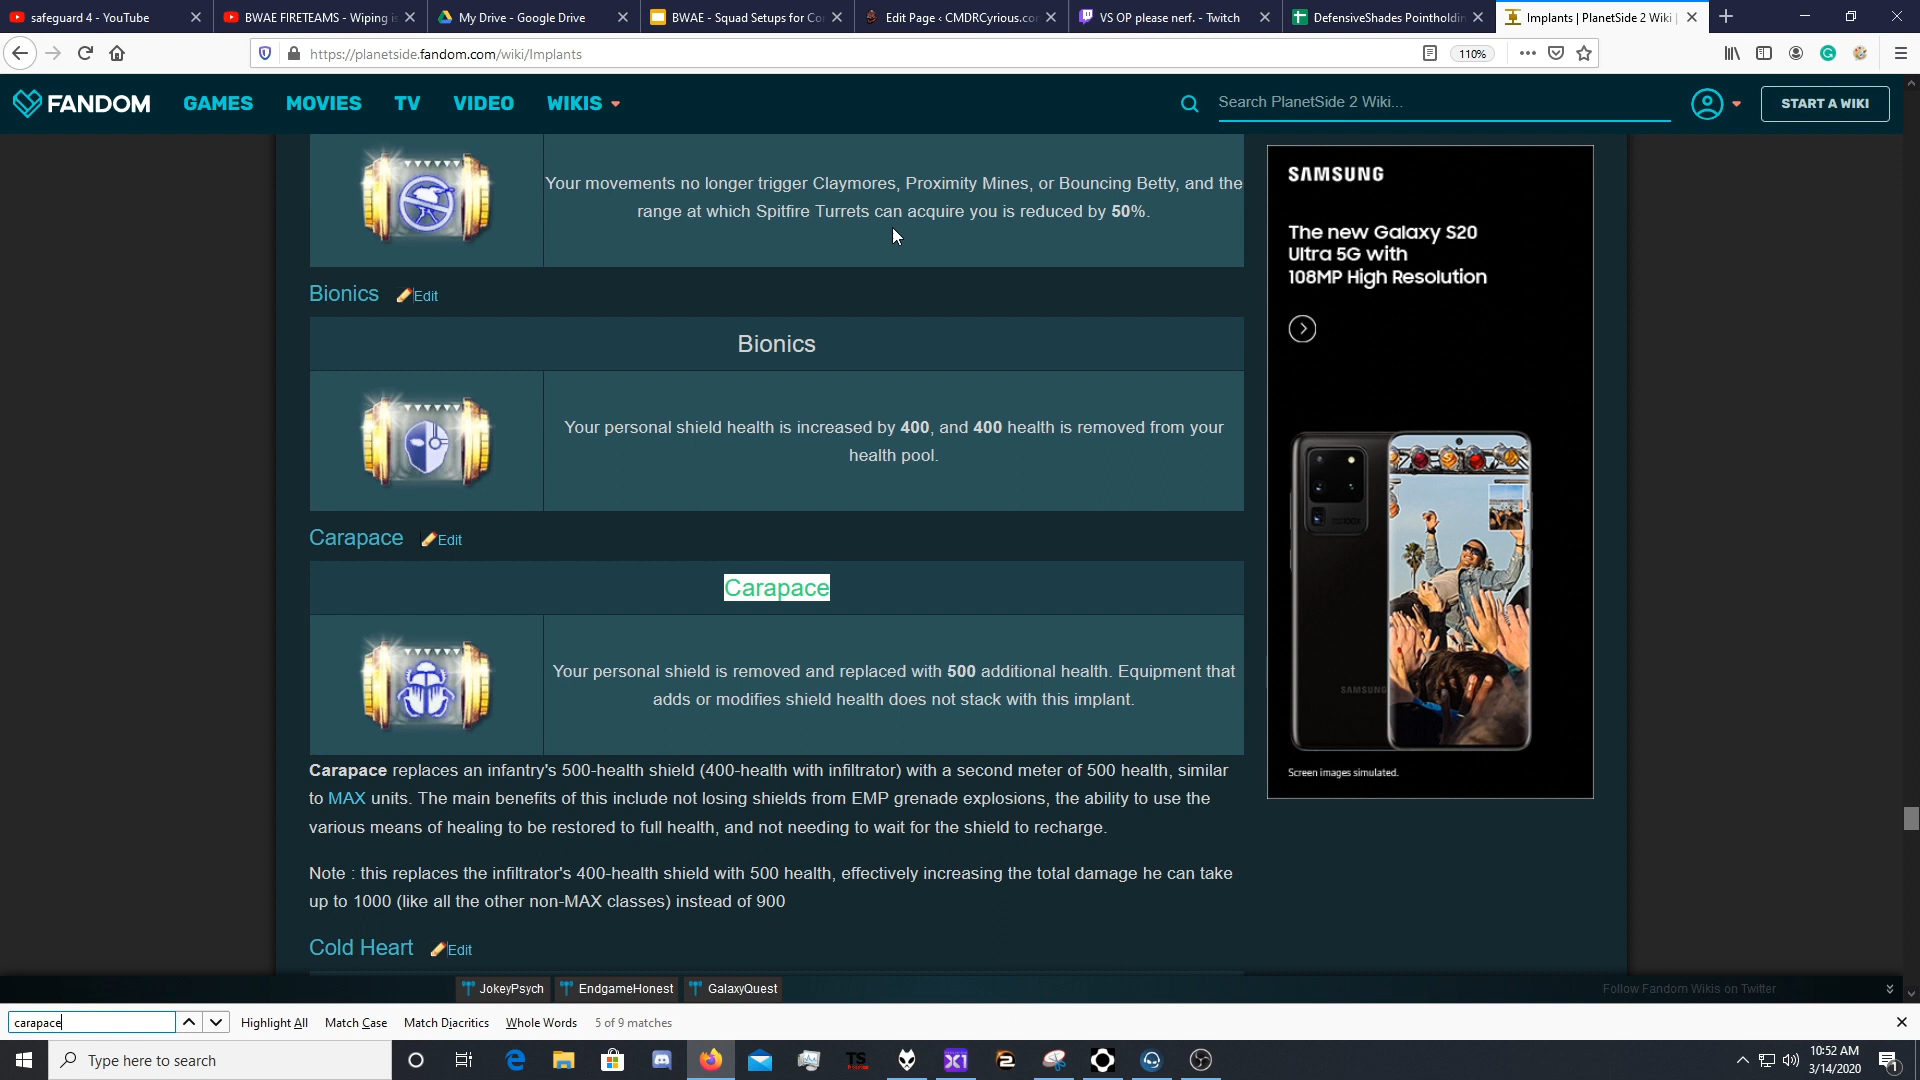 safeguard 4 - YouTube
BWAE FIRETEAMS - Wiping is
My Drive - Google Drive
BWAE - Squad Setups for Co
Edit Page ‹ CMDRCyrious.co
VS OP please nerf. - Twitch
DefensiveShades Pointholdin
Implants | PlanetSide 2 Wiki |
https://planetside.fandom.com/wiki/Implants
110%
FANDOM
GAMES
MOVIES
TV
VIDEO
WIKIS
Search PlanetSide 2 Wiki...
START A WIKI
Your movements no longer trigger Claymores, Proximity Mines, or Bouncing Betty, and the
range at which Spitfire Turrets can acquire you is reduced by 50%.
Bionics Edit
Bionics
Your personal shield health is increased by 400, and 400 health is removed from your
health pool.
Carapace Edit
Carapace
Your personal shield is removed and replaced with 500 additional health. Equipment that
adds or modifies shield health does not stack with this implant.
Carapace replaces an infantry's 500-health shield (400-health with infiltrator) with a second meter of 500 health, similar
to MAX units. The main benefits of this include not losing shields from EMP grenade explosions, the ability to use the
various means of healing to be restored to full health, and not needing to wait for the shield to recharge.
Note : this replaces the infiltrator's 400-health shield with 500 health, effectively increasing the total damage he can take
up to 1000 (like all the other non-MAX classes) instead of 900
Cold Heart Edit
SAMSUNG
The new Galaxy S20
Ultra 5G with
108MP High Resolution
SAMSUNG
Screen images simulated.
JokeyPsych
EndgameHonest
GalaxyQuest
Follow Fandom Wikis on Twitter
carapace
Highlight All
Match Case
Match Diacritics
Whole Words
5 of 9 matches
Type here to search
TS
X1
2
10:52 AM
3/14/2020
1